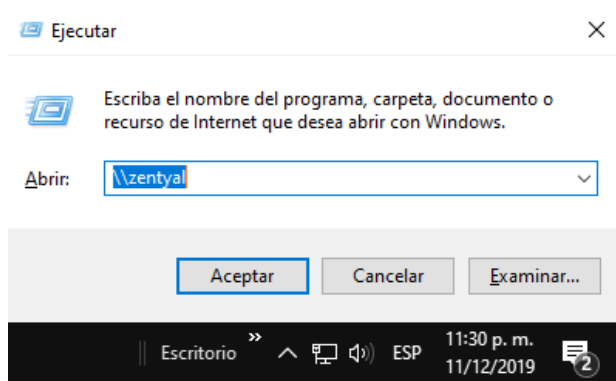 Ejecutar
Escriba el nombre del programa, carpeta, documento o
recurso de Internet que desea abrir con Windows.
Abrir: \\zentyal
Aceptar Cancelar Examinar...
Escritorio » ESP 11:30 p. m.
11/12/2019 2